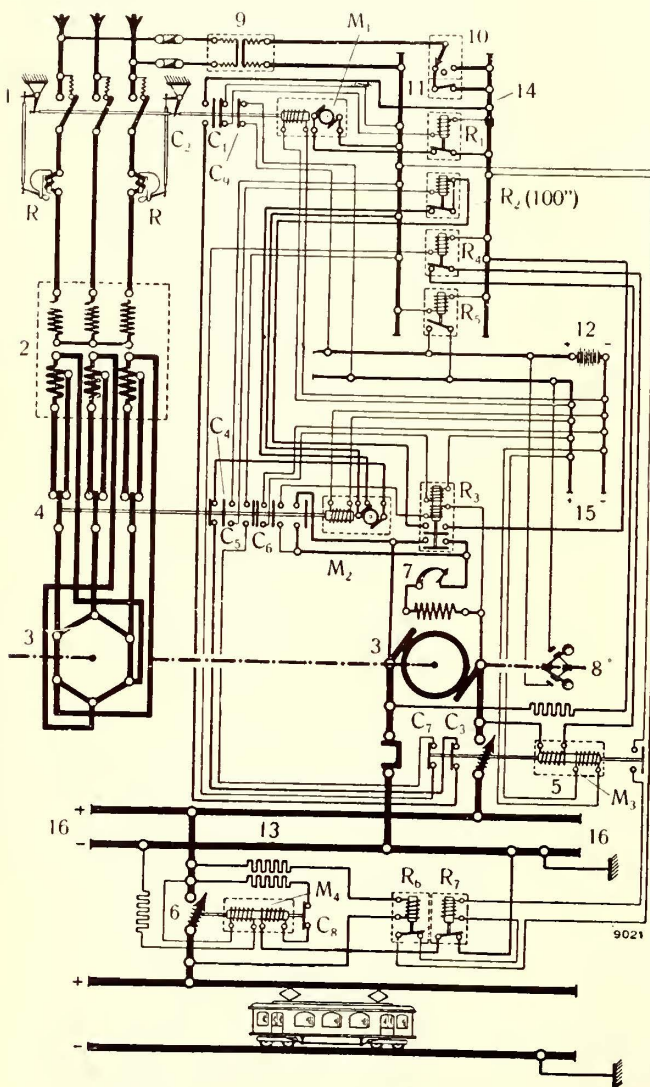 9
M₁
10
1
11
14
C₂
C₁
R₁
C₉
R
R
R₂ (100")
R₄
R₅
2
12
+
-
C₄
R₃
4
+
-
15
C₅
C₆
M₂
7
3
3
8
C₇
C₃
5
M₃
+
16
13
16
-
M₄
R₆
R₇
6
C₈
9021
+
-